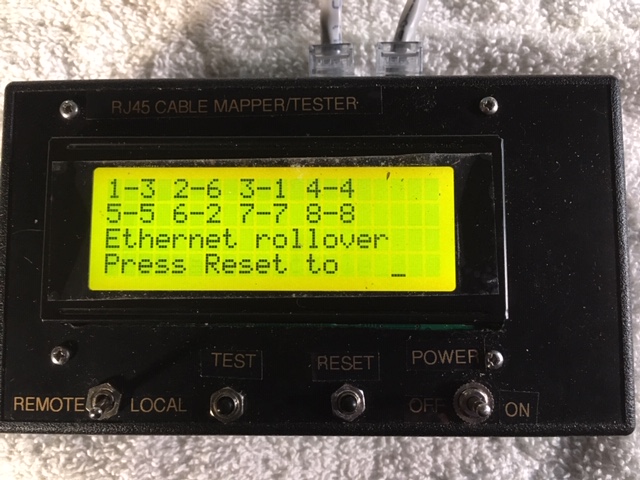 RJ45 CABLE MAPPER/TESTER
1-3 2-6 3-1 4-4
5-5 6-2 7-7 8-8
Ethernet rollover
Press Reset to _
TEST RESET POWER
REMOTE LOCAL OFF ON